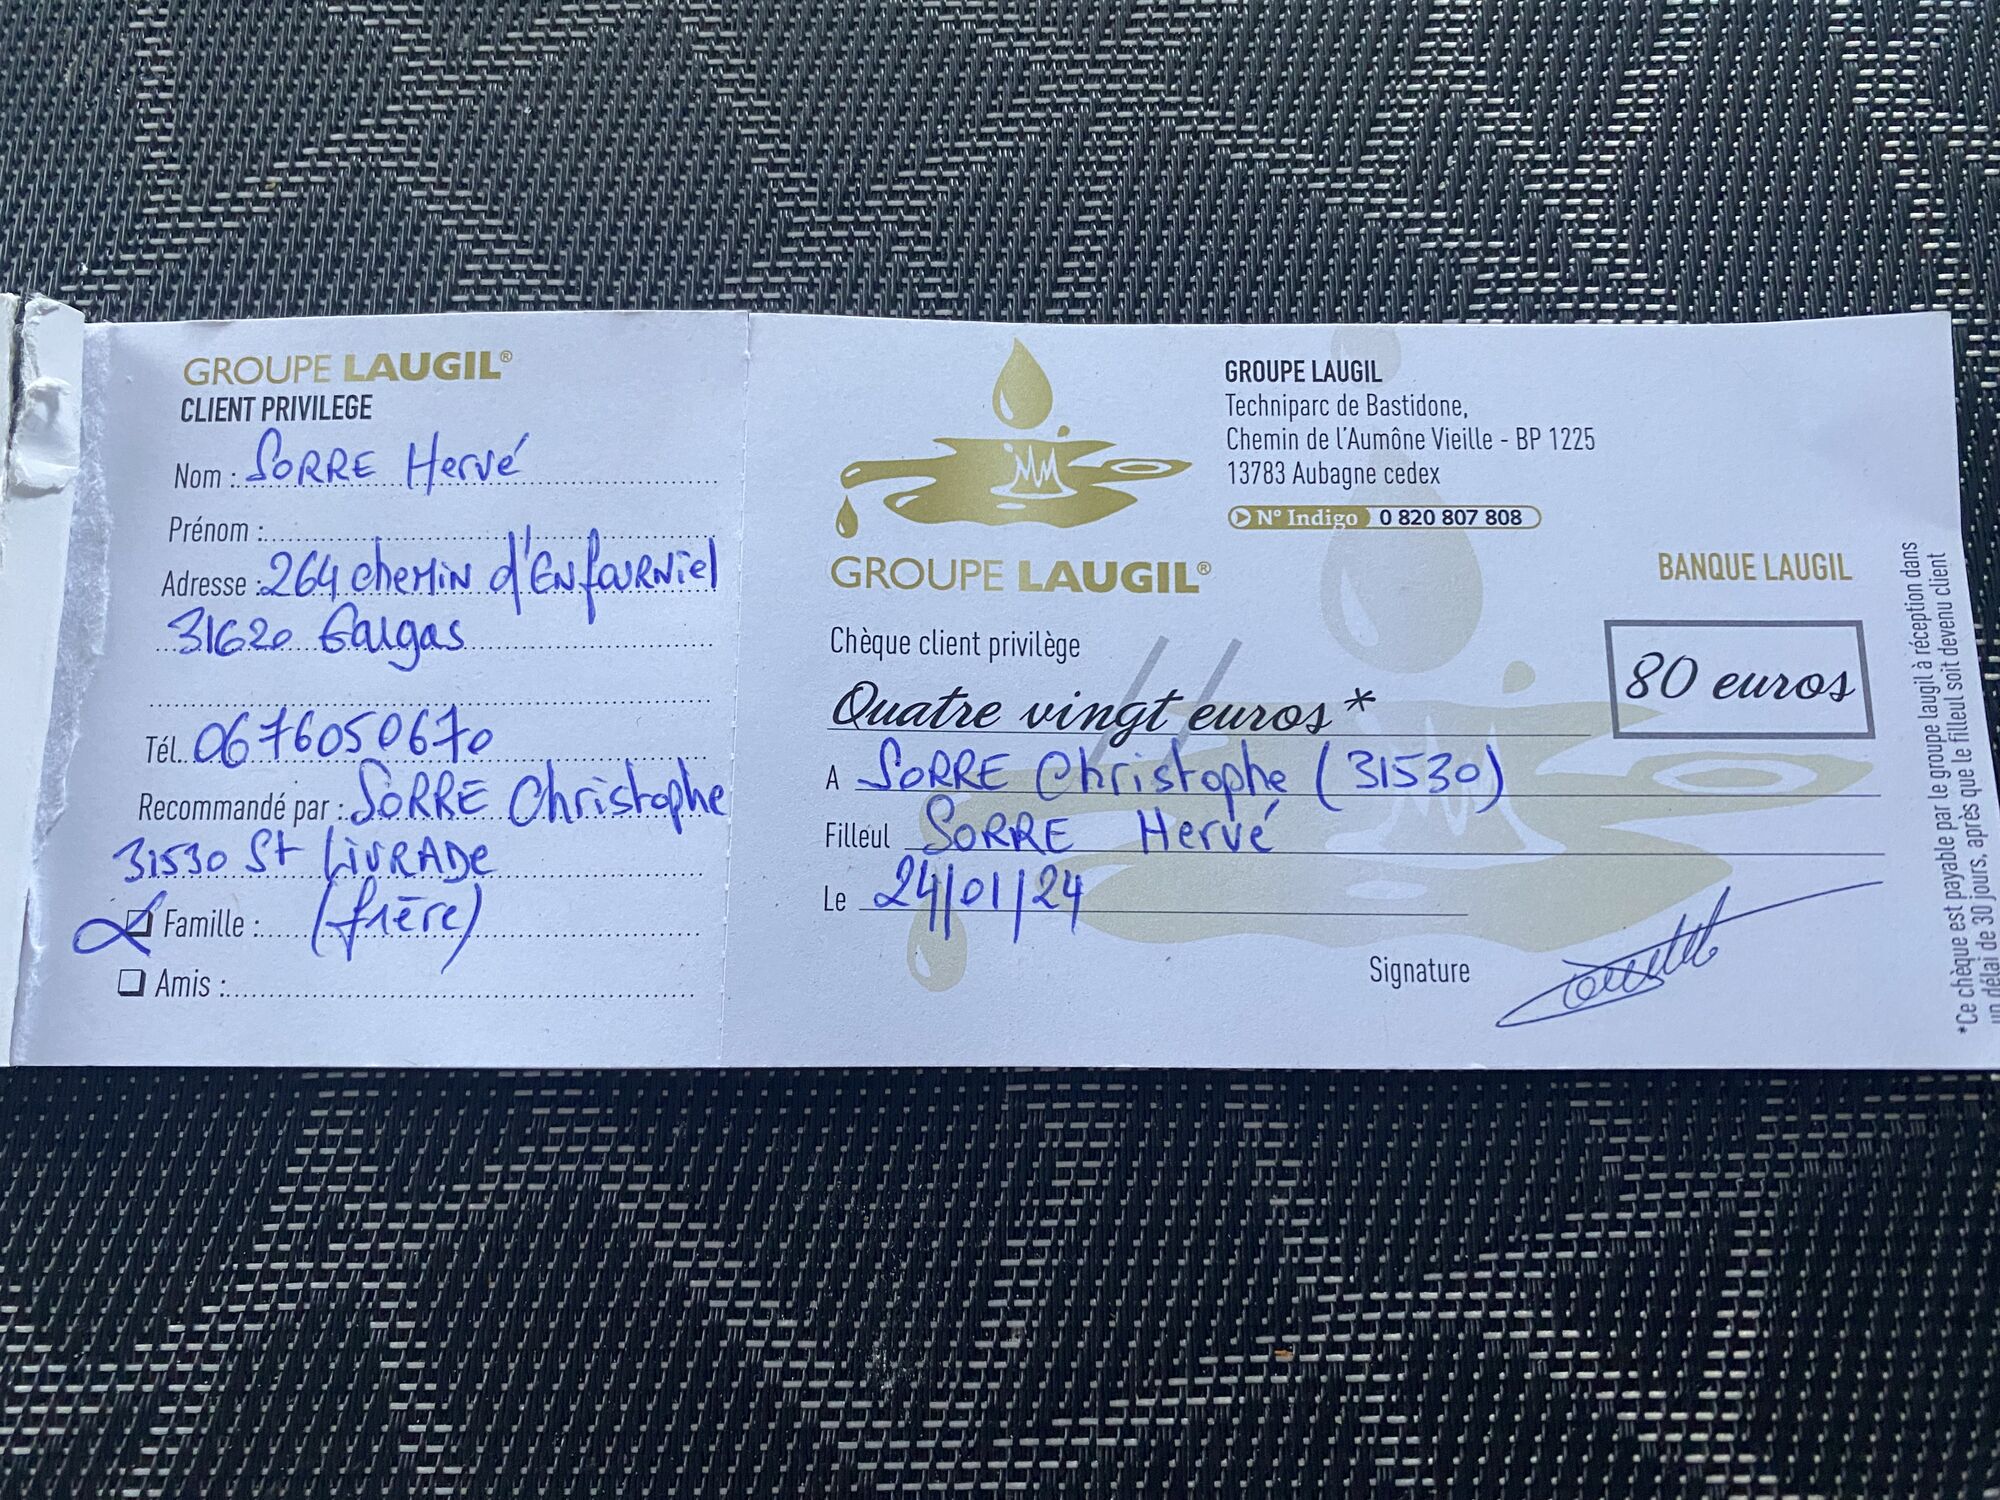 GROUPE LAUGIL®
CLIENT PRIVILEGE
Nom : SORRE Hervé
Prénom :
Adresse : 264 chemin d'Enfourniel
31620 Gargas
Tél. 0676050670
Recommandé par : SORRE Christophe
31530 St LIVRADE
Famille : (frère)
Amis :
GROUPE LAUGIL®
GROUPE LAUGIL
Techniparc de Bastidone,
Chemin de l'Aumône Vieille - BP 1225
13783 Aubagne cedex
N° Indigo 0 820 807 808
BANQUE LAUGIL
Chèque client privilège
Quatre vingt euros*
80 euros
A SORRE Christophe (31530)
Filleul SORRE Hervé
Le 24/01/24
Signature
*Ce chèque est payable par le groupe laugil à réception dans
un délai de 30 jours, après que le filleul soit devenu client